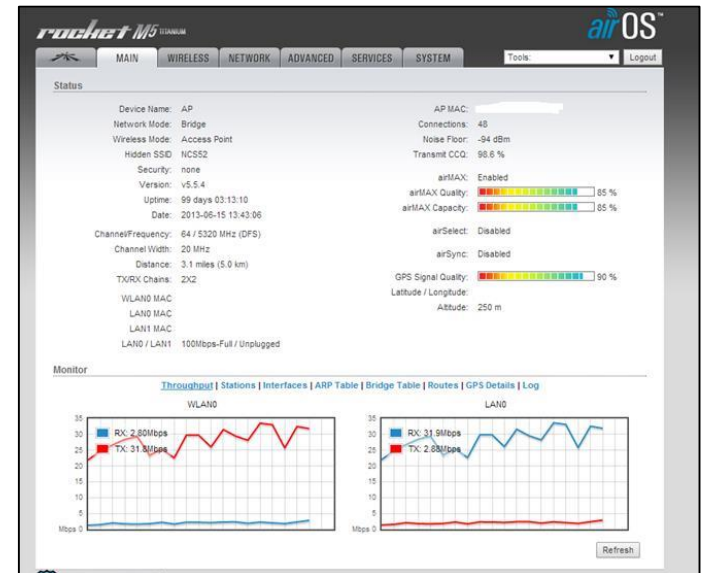 rocket M5 TITANIUM
airOS™
MAIN WIRELESS NETWORK ADVANCED SERVICES SYSTEM Tools: Logout
Status
Device Name: AP
Network Mode: Bridge
Wireless Mode: Access Point
Hidden SSID NCS52
Security: none
Version: v5.5.4
Uptime: 99 days 03:13:10
Date: 2013-06-15 13:43:06
Channel/Frequency: 64 / 5320 MHz (DFS)
Channel Width: 20 MHz
Distance: 3.1 miles (5.0 km)
TX/RX Chains: 2X2
WLAN0 MAC
LAN0 MAC
LAN1 MAC
LAN0 / LAN1 100Mbps-Full / Unplugged
AP MAC:
Connections: 48
Noise Floor: -94 dBm
Transmit CCQ: 98.6 %
airMAX: Enabled
airMAX Quality: 85 %
airMAX Capacity: 85 %
airSelect: Disabled
airSync: Disabled
GPS Signal Quality: 90 %
Latitude / Longitude:
Altitude: 250 m
Monitor
Throughput | Stations | Interfaces | ARP Table | Bridge Table | Routes | GPS Details | Log
WLAN0
35
30
25
20
15
10
5
Mbps 0
RX: 2.80Mbps
TX: 31.8Mbps
LAN0
35
30
25
20
15
10
5
Mbps 0
RX: 31.9Mbps
TX: 2.88Mbps
Refresh